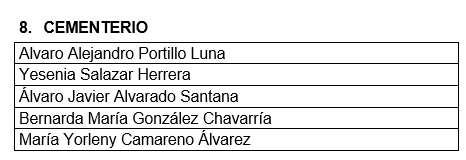 8. CEMENTERIO
Alvaro Alejandro Portillo Luna
Yesenia Salazar Herrera
Álvaro Javier Alvarado Santana
Bernarda María González Chavarría
María Yorleny Camareno Álvarez